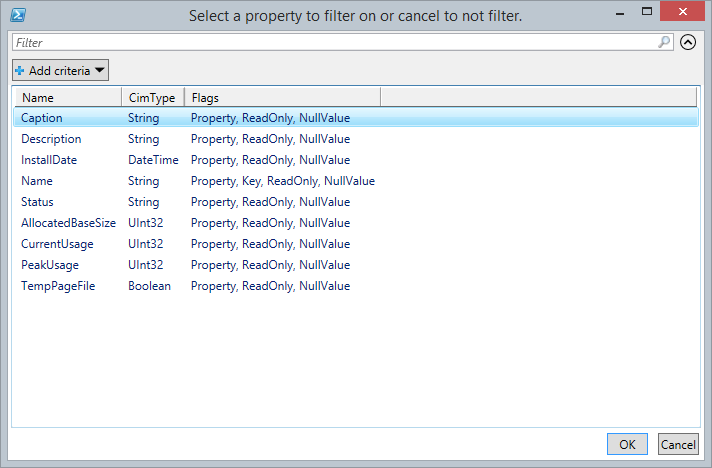 Select a property to filter on or cancel to not filter.
Filter
Add criteria
Name CimType Flags
Caption String Property, ReadOnly, NullValue
Description String Property, ReadOnly, NullValue
InstallDate DateTime Property, ReadOnly, NullValue
Name String Property, Key, ReadOnly, NullValue
Status String Property, ReadOnly, NullValue
AllocatedBaseSize UInt32 Property, ReadOnly, NullValue
CurrentUsage UInt32 Property, ReadOnly, NullValue
PeakUsage UInt32 Property, ReadOnly, NullValue
TempPageFile Boolean Property, ReadOnly, NullValue
OK Cancel